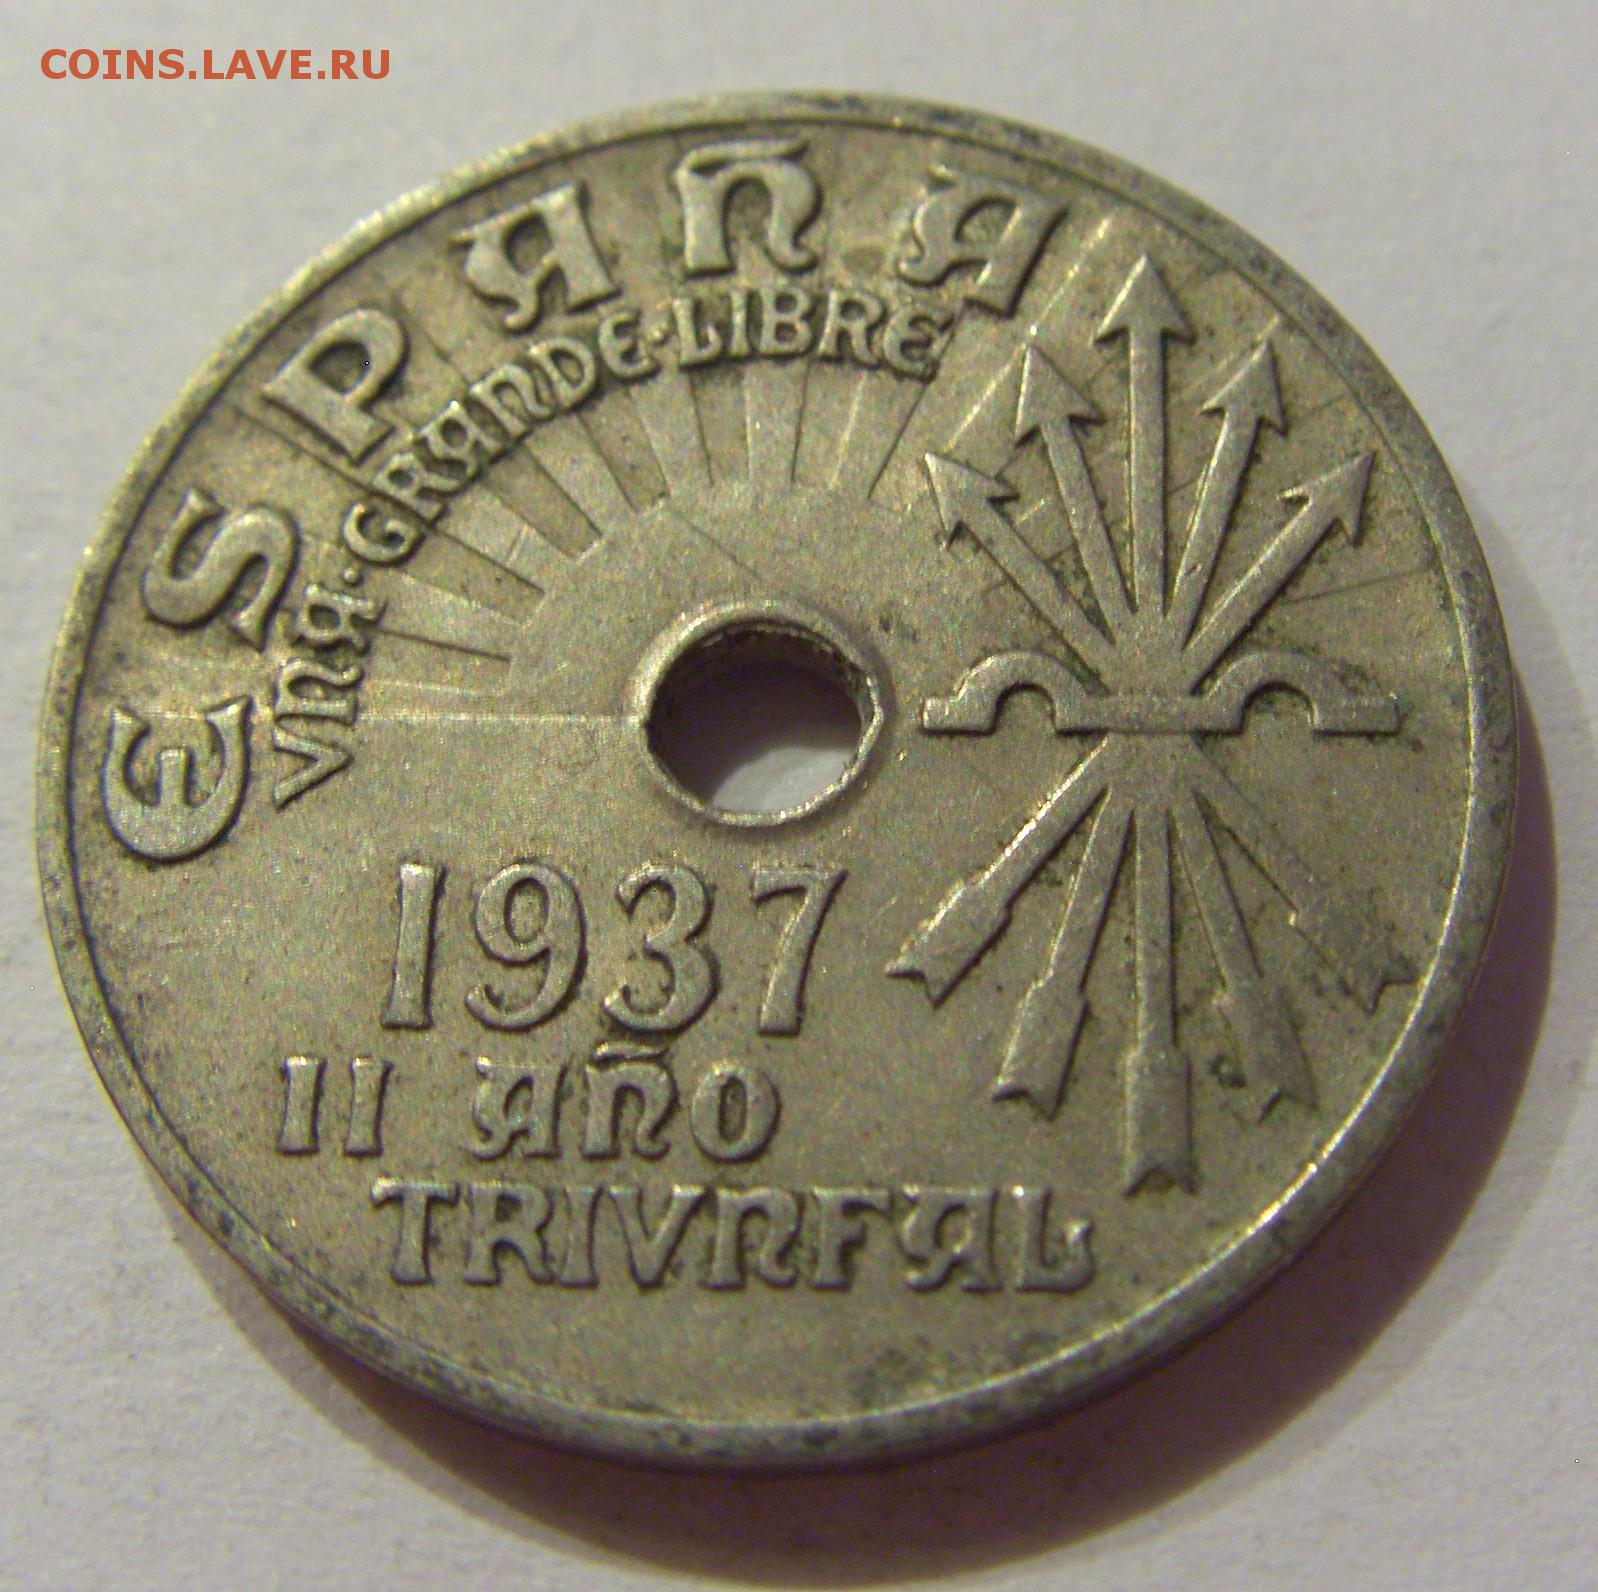 COINS.LAVE.RU
ESPAÑA
VNA·GRANDE·LIBRE
1937
II AÑO
TRIVNFAL